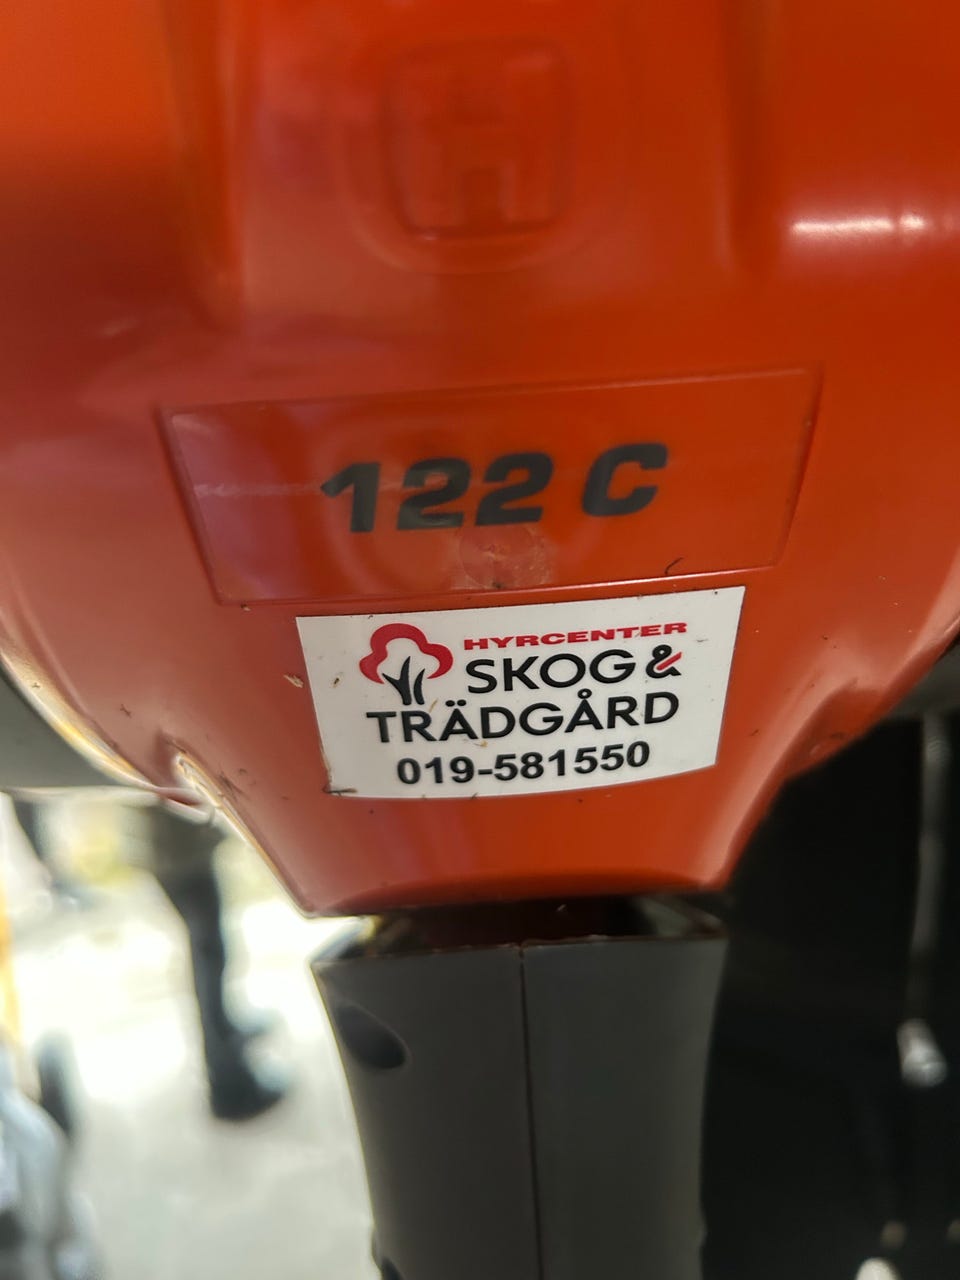 H
122 C
HYRCENTER
SKOG &
TRÄDGÅRD
019-581550